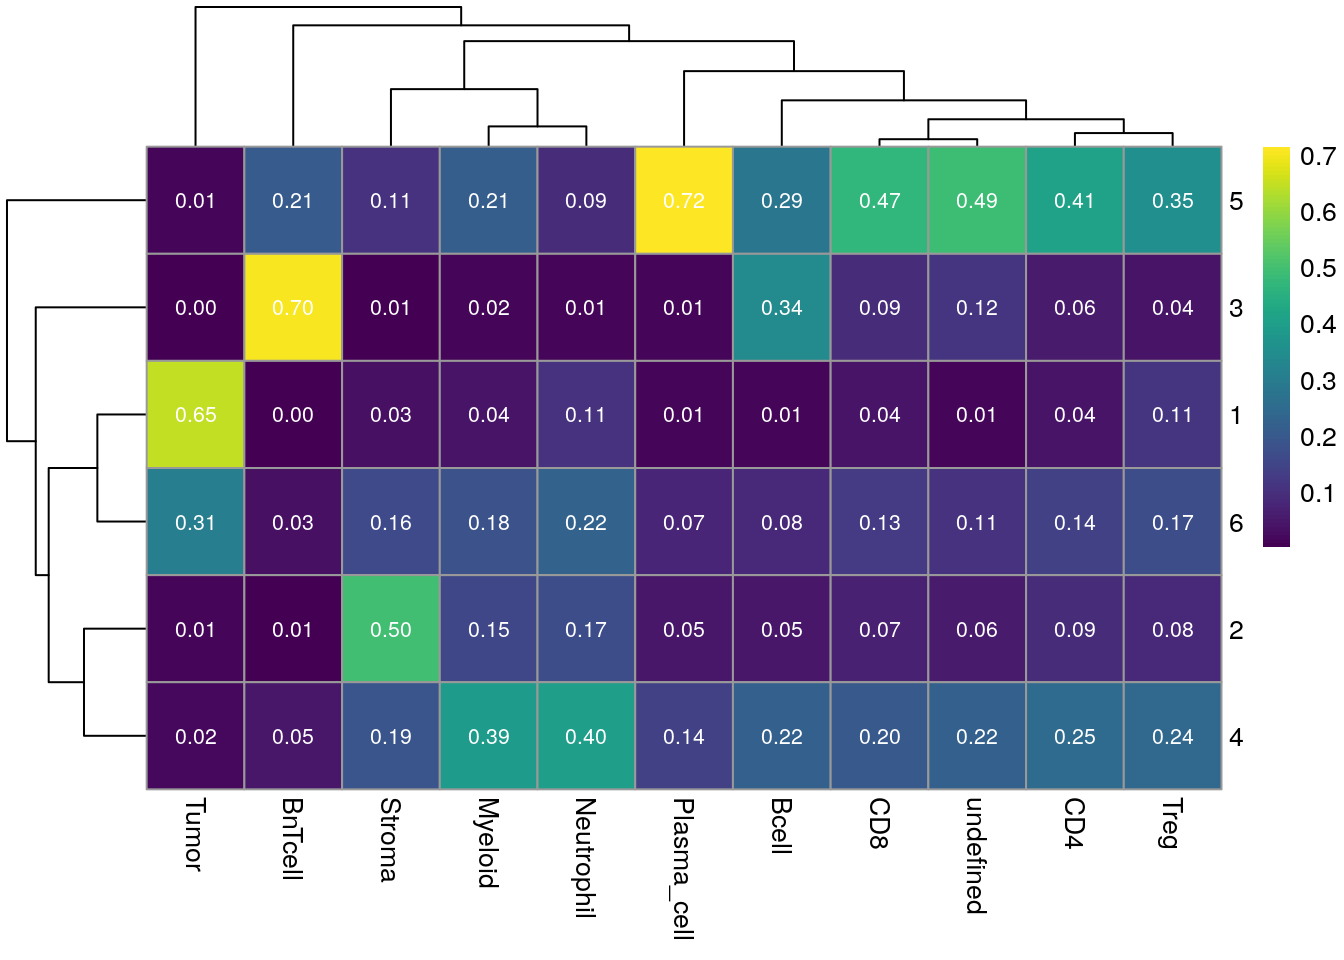 0.01 0.21 0.11 0.21 0.09 0.72 0.29 0.47 0.49 0.41 0.35 5
0.00 0.70 0.01 0.02 0.01 0.01 0.34 0.09 0.12 0.06 0.04 3
0.65 0.00 0.03 0.04 0.11 0.01 0.01 0.04 0.01 0.04 0.11 1
0.31 0.03 0.16 0.18 0.22 0.07 0.08 0.13 0.11 0.14 0.17 6
0.01 0.01 0.50 0.15 0.17 0.05 0.05 0.07 0.06 0.09 0.08 2
0.02 0.05 0.19 0.39 0.40 0.14 0.22 0.20 0.22 0.25 0.24 4
Tumor
BnTcell
Stroma
Myeloid
Neutrophil
Plasma_cell
Bcell
CD8
undefined
CD4
Treg
0.7
0.6
0.5
0.4
0.3
0.2
0.1